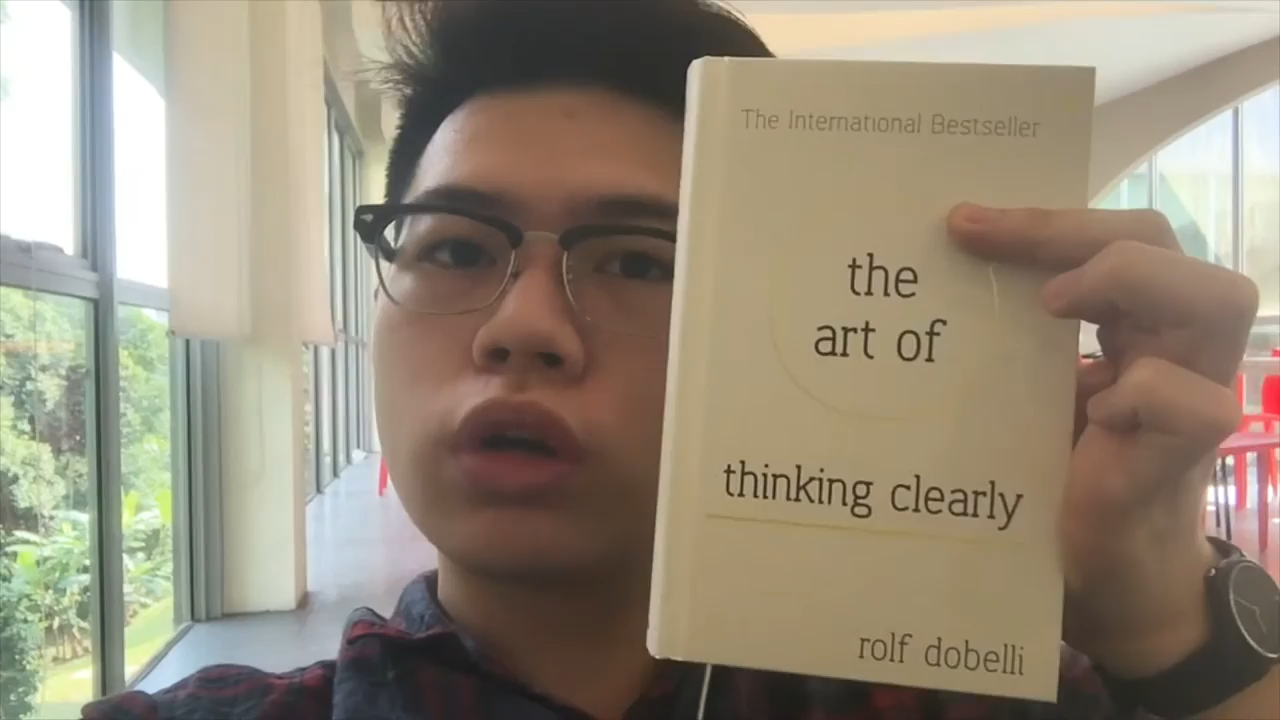 The International Bestseller
the
art of
thinking clearly
rolf dobelli